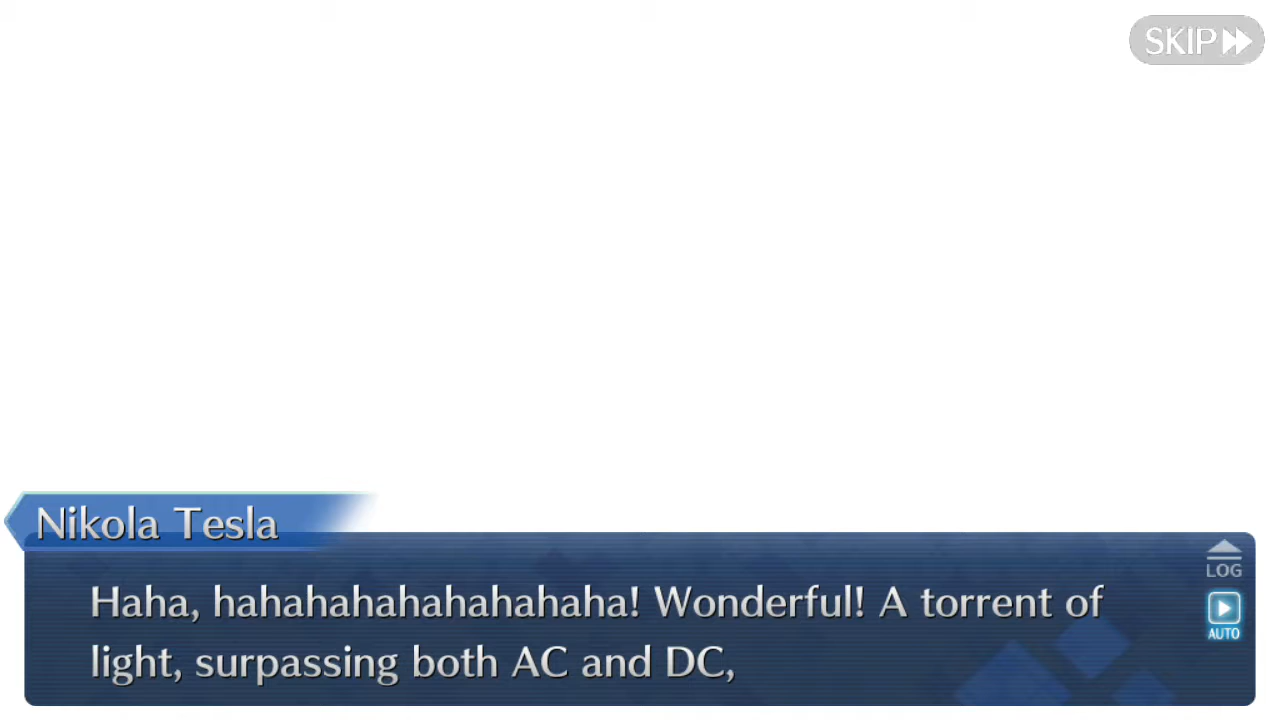 SKIP
Nikola Tesla
Haha, hahahahahahahahaha! Wonderful! A torrent of
light, surpassing both AC and DC,
LOG
AUTO